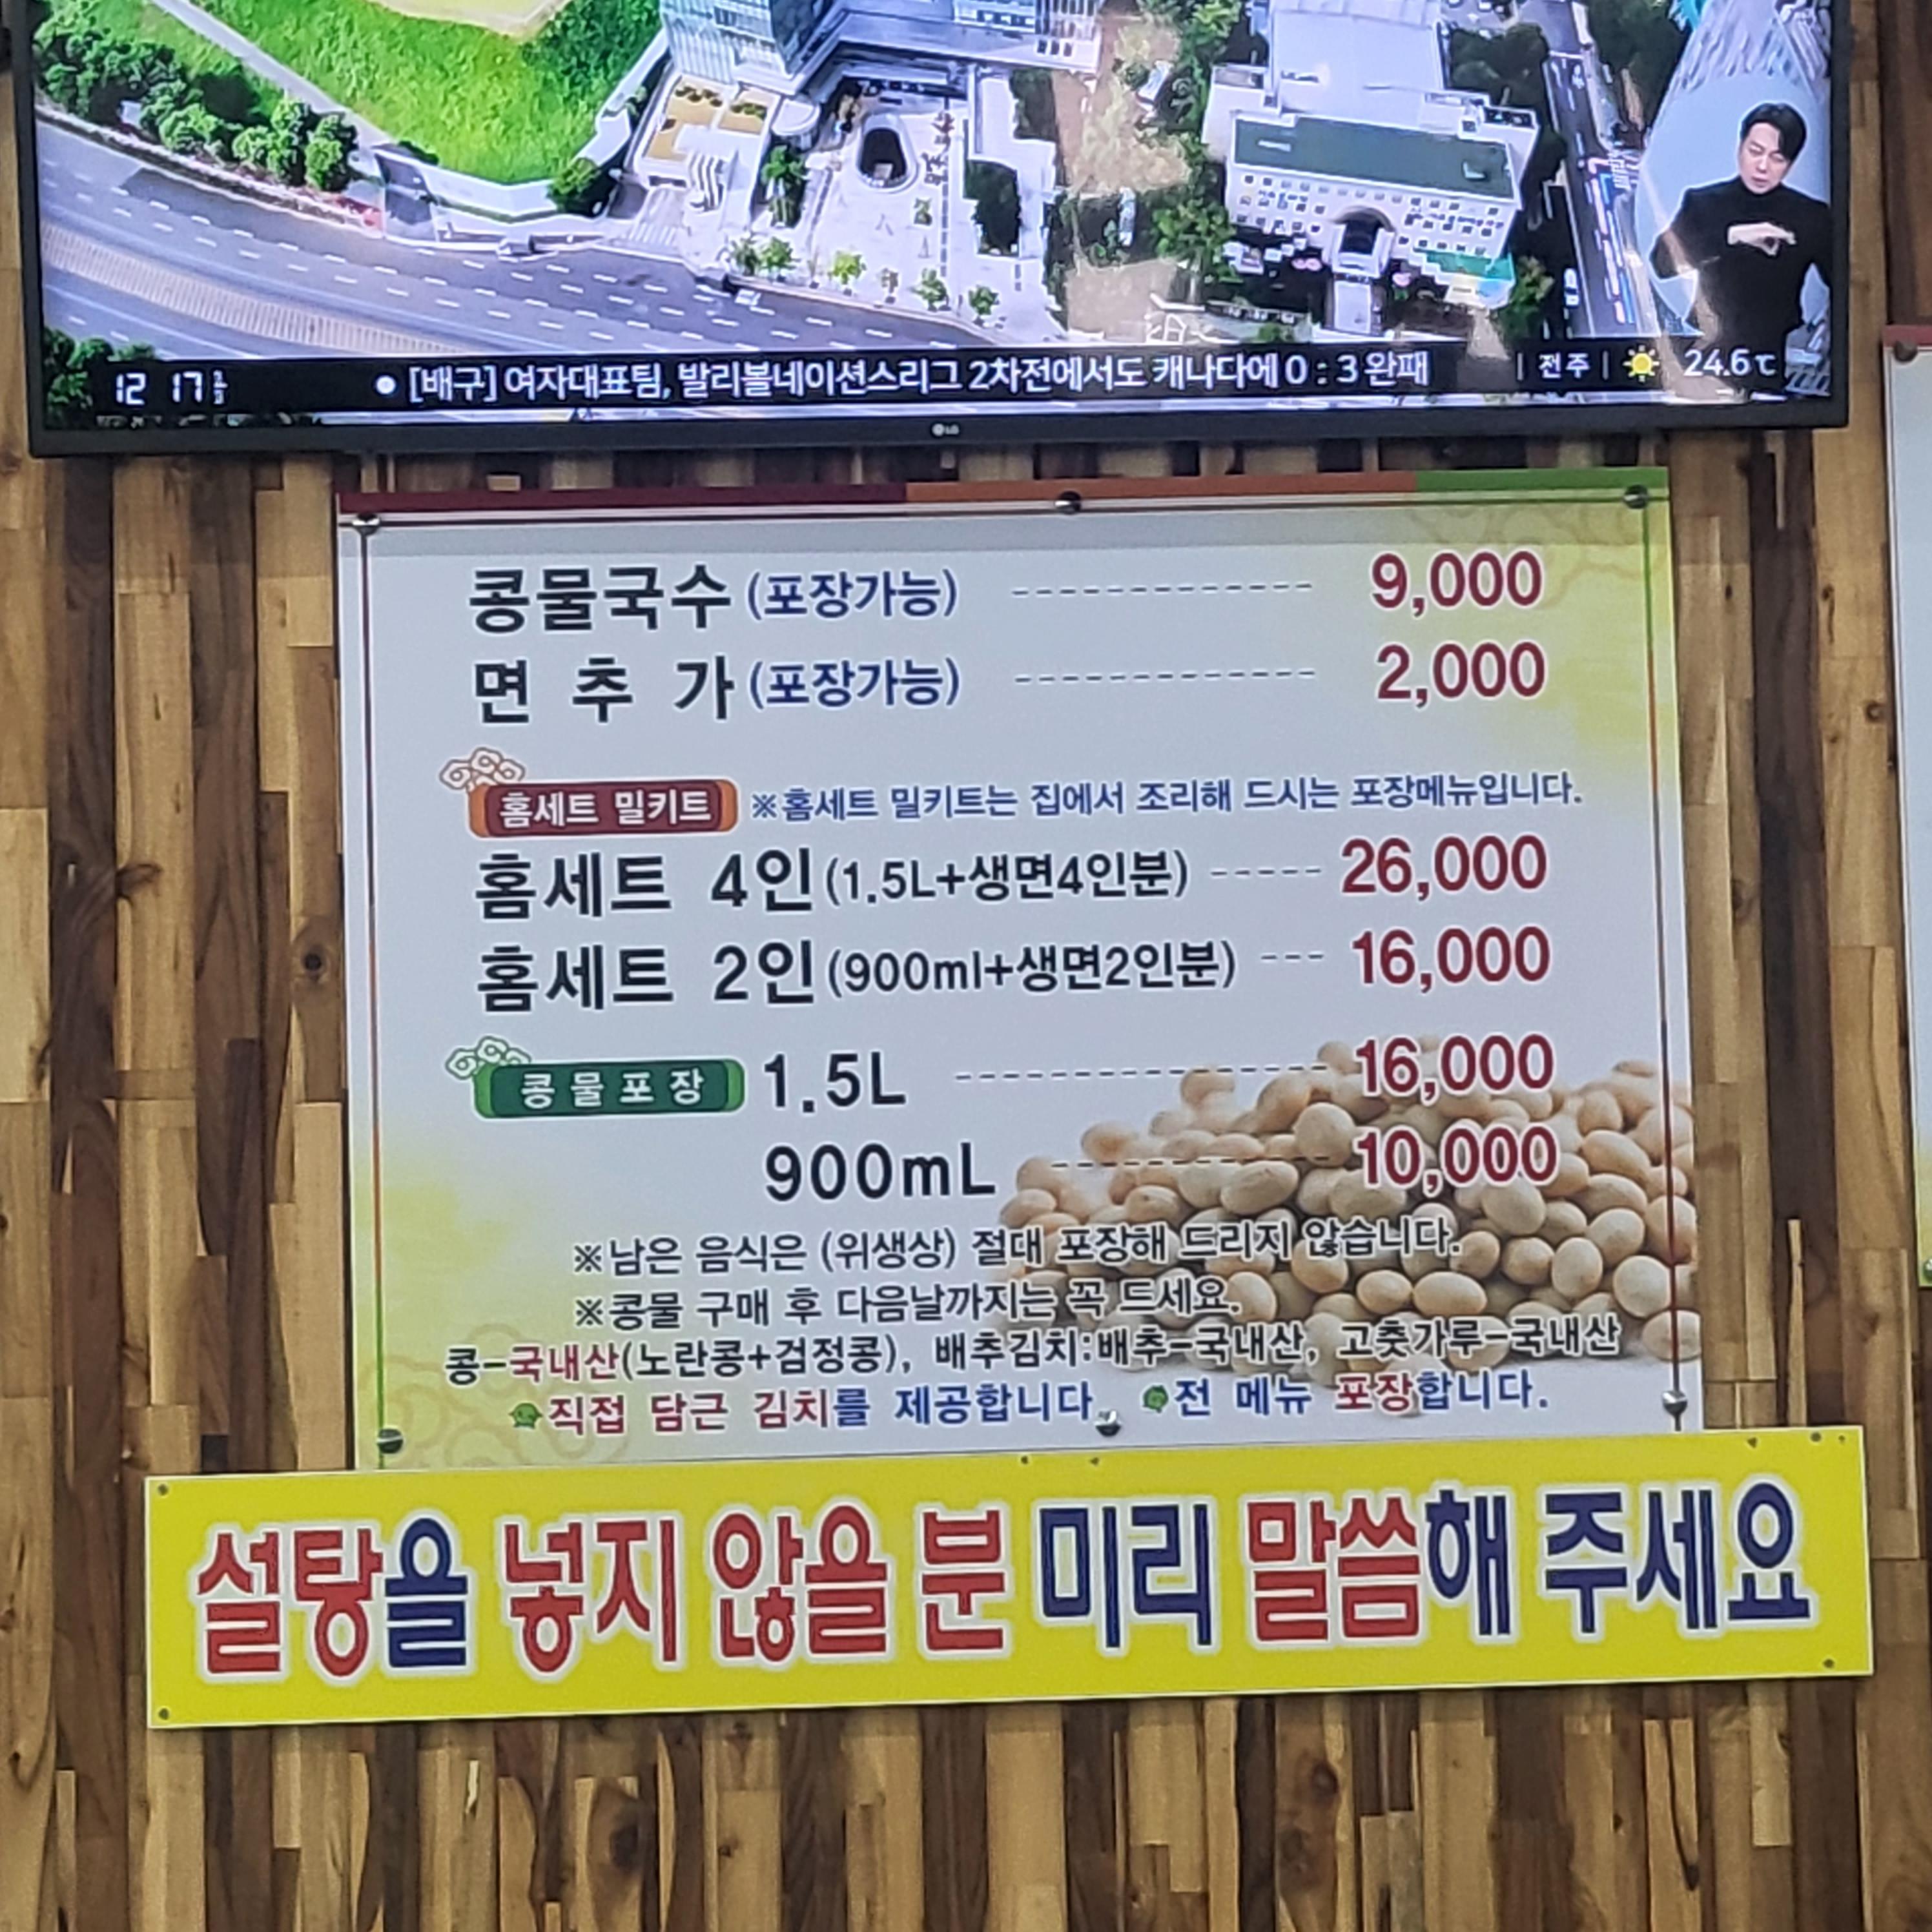 12 17
● [배구] 여자대표팀, 발리볼네이션스리그 2차전에서도 캐나다에 0 : 3 완패 | 전주 | 24.6℃
LG
콩물국수 (포장가능) 9,000
면 추 가 (포장가능) 2,000
홈세트 밀키트 ※홈세트 밀키트는 집에서 조리해 드시는 포장메뉴입니다.
홈세트 4인 (1.5L+생면4인분) 26,000
홈세트 2인 (900ml+생면2인분) 16,000
콩물포장 1.5L 16,000
900mL 10,000
※남은 음식은 (위생상) 절대 포장해 드리지 않습니다.
※콩물 구매 후 다음날까지는 꼭 드세요.
콩-국내산(노란콩+검정콩), 배추김치:배추-국내산, 고춧가루-국내산
직접 담근 김치를 제공합니다. 전 메뉴 포장합니다.
설탕을 넣지 않을 분 미리 말씀해 주세요